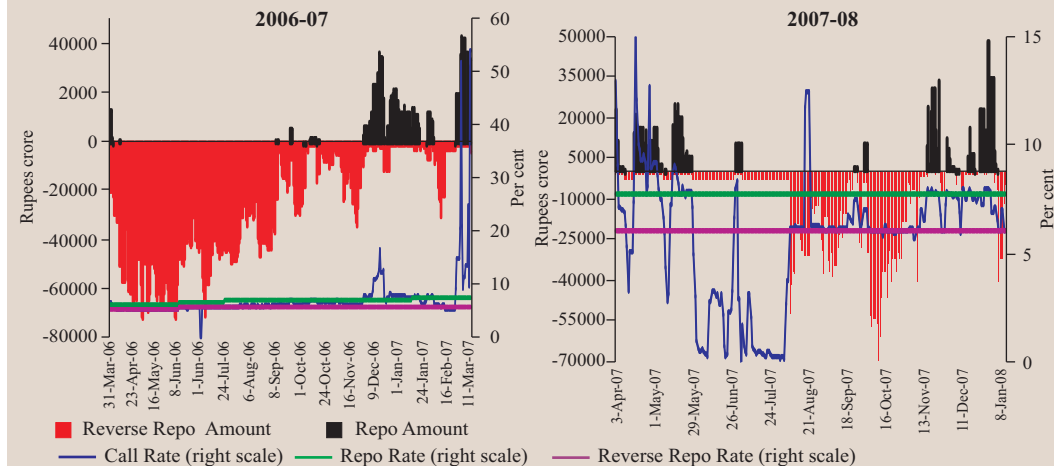 2006-07
2007-08
Rupees crore
40000
2000
0
-20000
-40000
-60000
-80000
60
50
40
30
20
10
0
Per cent
31-Mar-06
23-Apr-06
16-May-06
8-Jun-06
1-Jun-06
24-Jul-06
6-Aug-06
8-Sep-06
1-Oct-06
24-Oct-06
16-Nov-06
9-Dec-06
1-Jan-07
24-Jan-07
16-Feb-07
11-Mar-07
Rupees crore
50000
35000
20000
5000
-10000
-25000
-40000
-55000
-70000
15
10
5
0
Per cent
3-Apr-07
1-May-07
29-May-07
26-Jun-07
24-Jul-07
21-Aug-07
18-Sep-07
16-Oct-07
13-Nov-07
11-Dec-07
8-Jan-08
Reverse Repo Amount
Repo Amount
Call Rate (right scale)
Repo Rate (right scale)
Reverse Repo Rate (right scale)